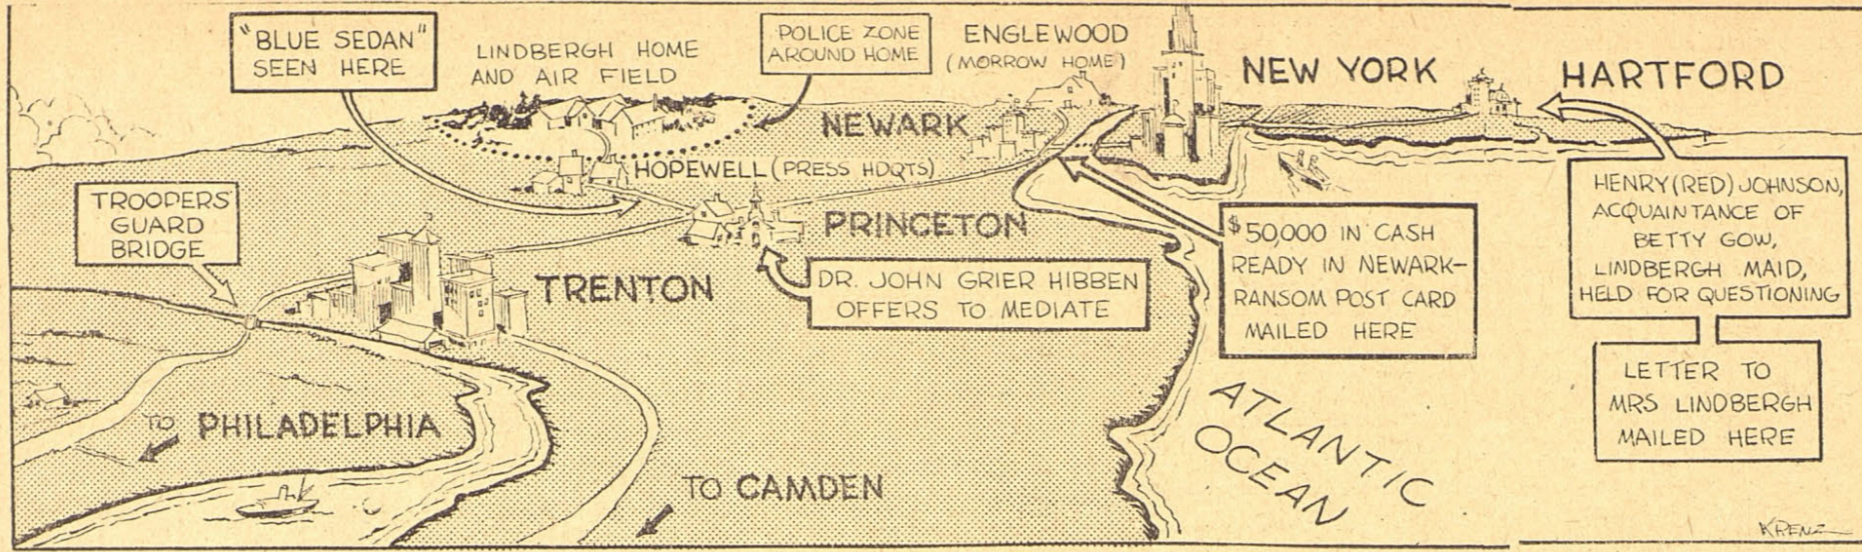 "BLUE SEDAN"
SEEN HERE
LINDBERGH HOME
AND AIR FIELD
POLICE ZONE
AROUND HOME
ENGLEWOOD
(MORROW HOME)
NEW YORK
HARTFORD
NEWARK
HOPEWELL (PRESS HDQTS)
TROOPERS
GUARD
BRIDGE
PRINCETON
TRENTON
DR. JOHN GRIER HIBBEN
OFFERS TO MEDIATE
$50,000 IN CASH
READY IN NEWARK—
RANSOM POST CARD
MAILED HERE
HENRY (RED) JOHNSON,
ACQUAINTANCE OF
BETTY GOW,
LINDBERGH MAID,
HELD FOR QUESTIONING
LETTER TO
MRS LINDBERGH
MAILED HERE
TO PHILADELPHIA
TO CAMDEN
ATLANTIC
OCEAN
KRENZ